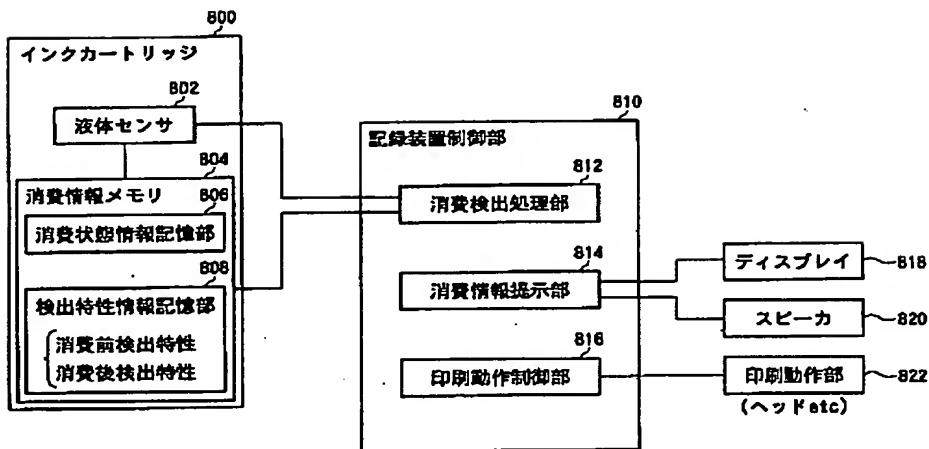 800
インクカートリッジ
802
液体センサ
804
消費情報メモリ
806
消費状態情報記憶部
808
検出特性情報記憶部
消費前検出特性
消費後検出特性
810
記録装置制御部
812
消費検出処理部
814
消費情報提示部
816
印刷動作制御部
ディスプレイ
818
スピーカ
820
印刷動作部
822
(ヘッドetc)